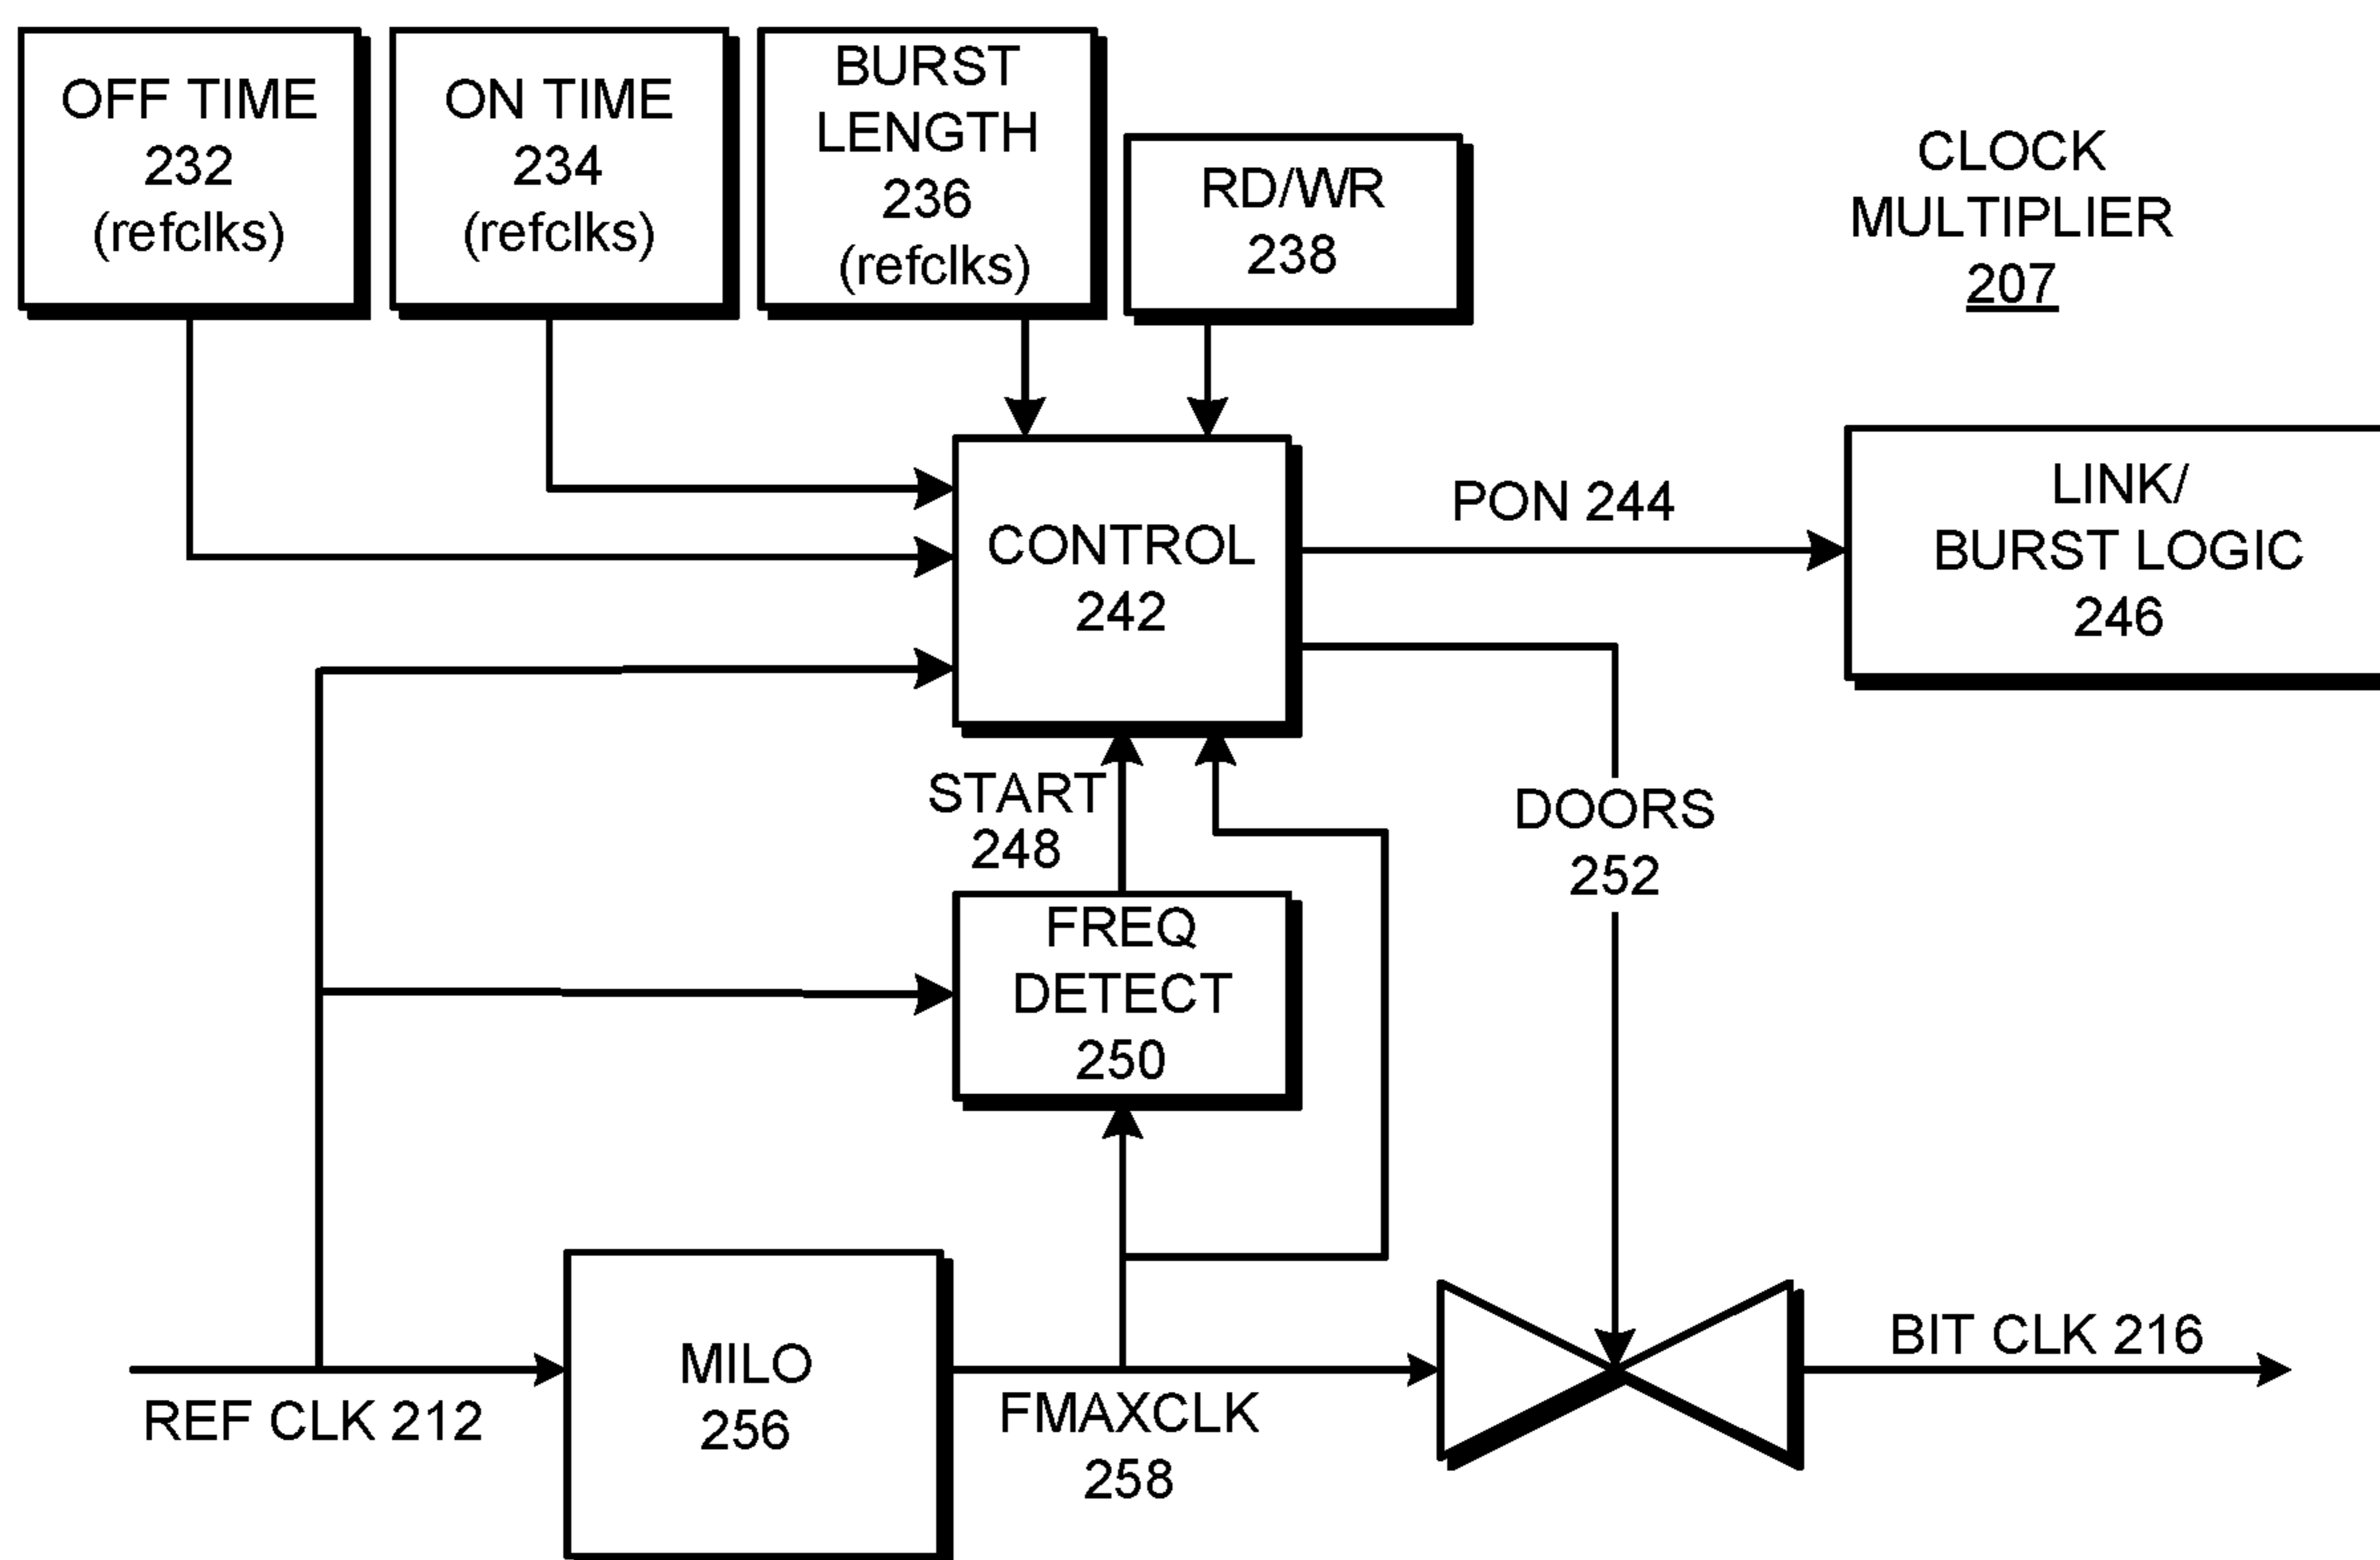 OFF TIME
232
(refclks)
ON TIME
234
(refclks)
BURST
LENGTH
236
(refclks)
RD/WR
238
CLOCK
MULTIPLIER
207
CONTROL
242
PON 244
LINK/
BURST LOGIC
246
START
248
DOORS
252
FREQ
DETECT
250
REF CLK 212
MILO
256
FMAXCLK
258
BIT CLK 216